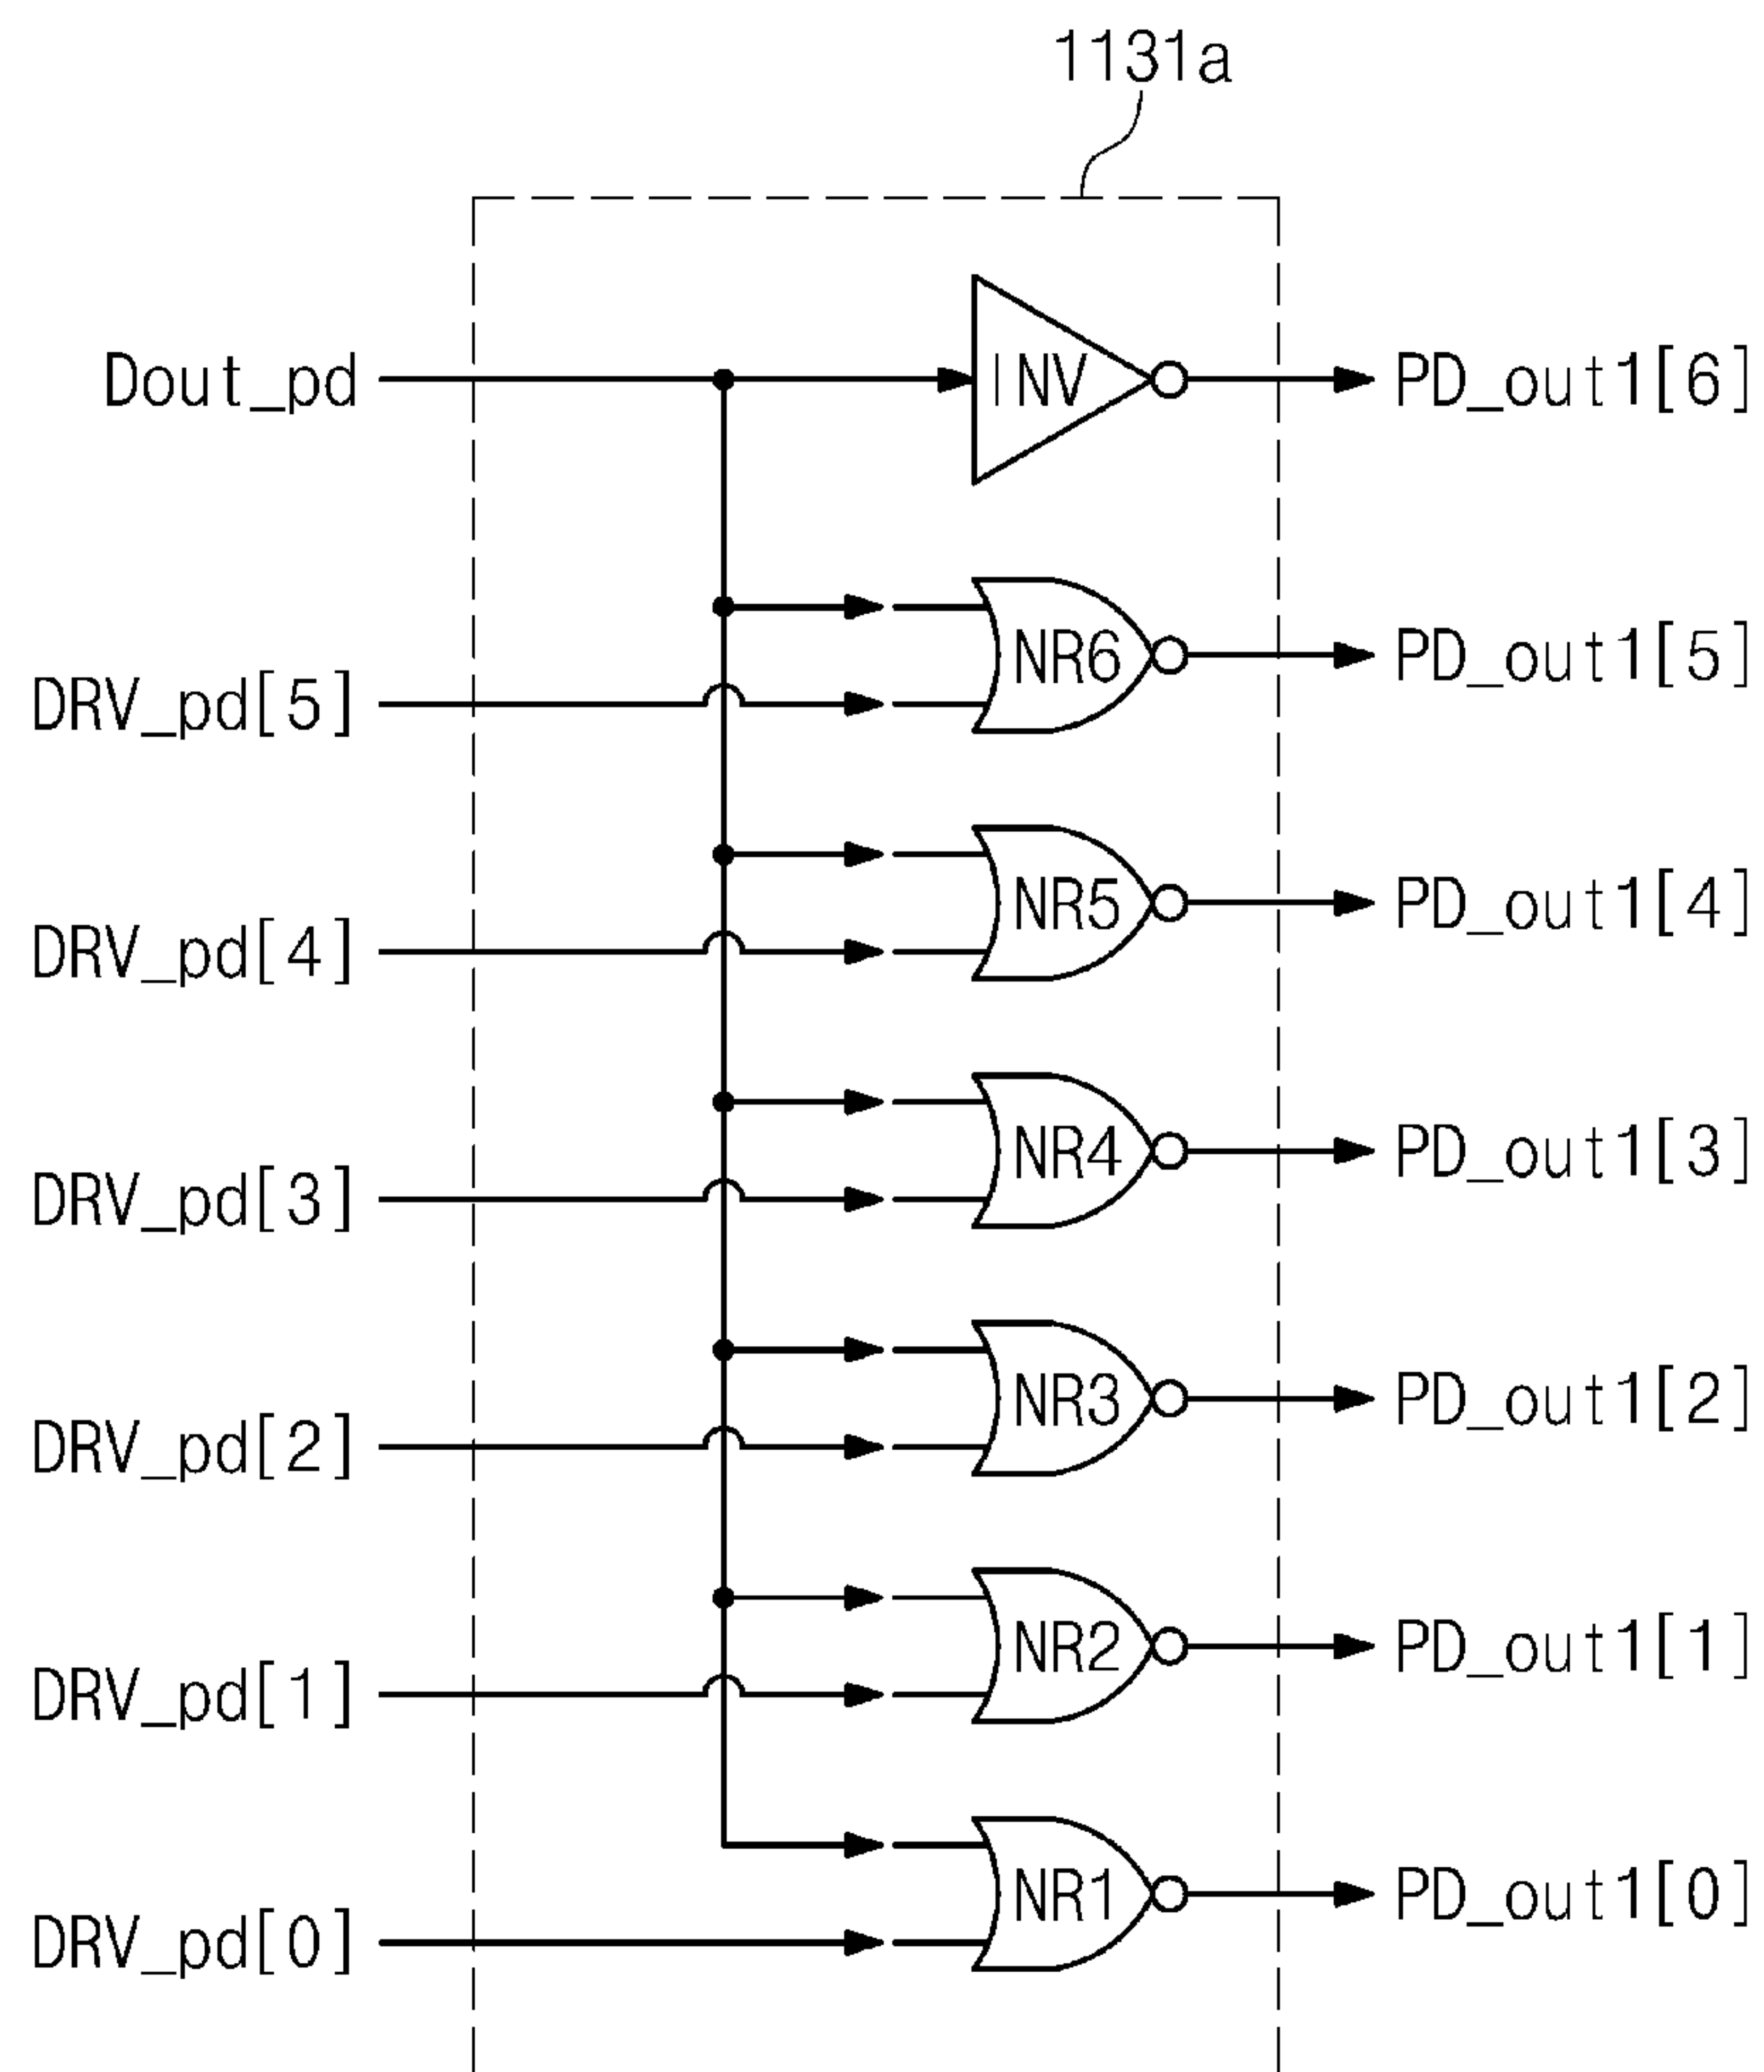 1131a
Dout_pd INV PD_out1[6]
NR6 PD_out1[5]
DRV_pd[5]
NR5 PD_out1[4]
DRV_pd[4]
NR4 PD_out1[3]
DRV_pd[3]
NR3 PD_out1[2]
DRV_pd[2]
NR2 PD_out1[1]
DRV_pd[1]
NR1 PD_out1[0]
DRV_pd[0]